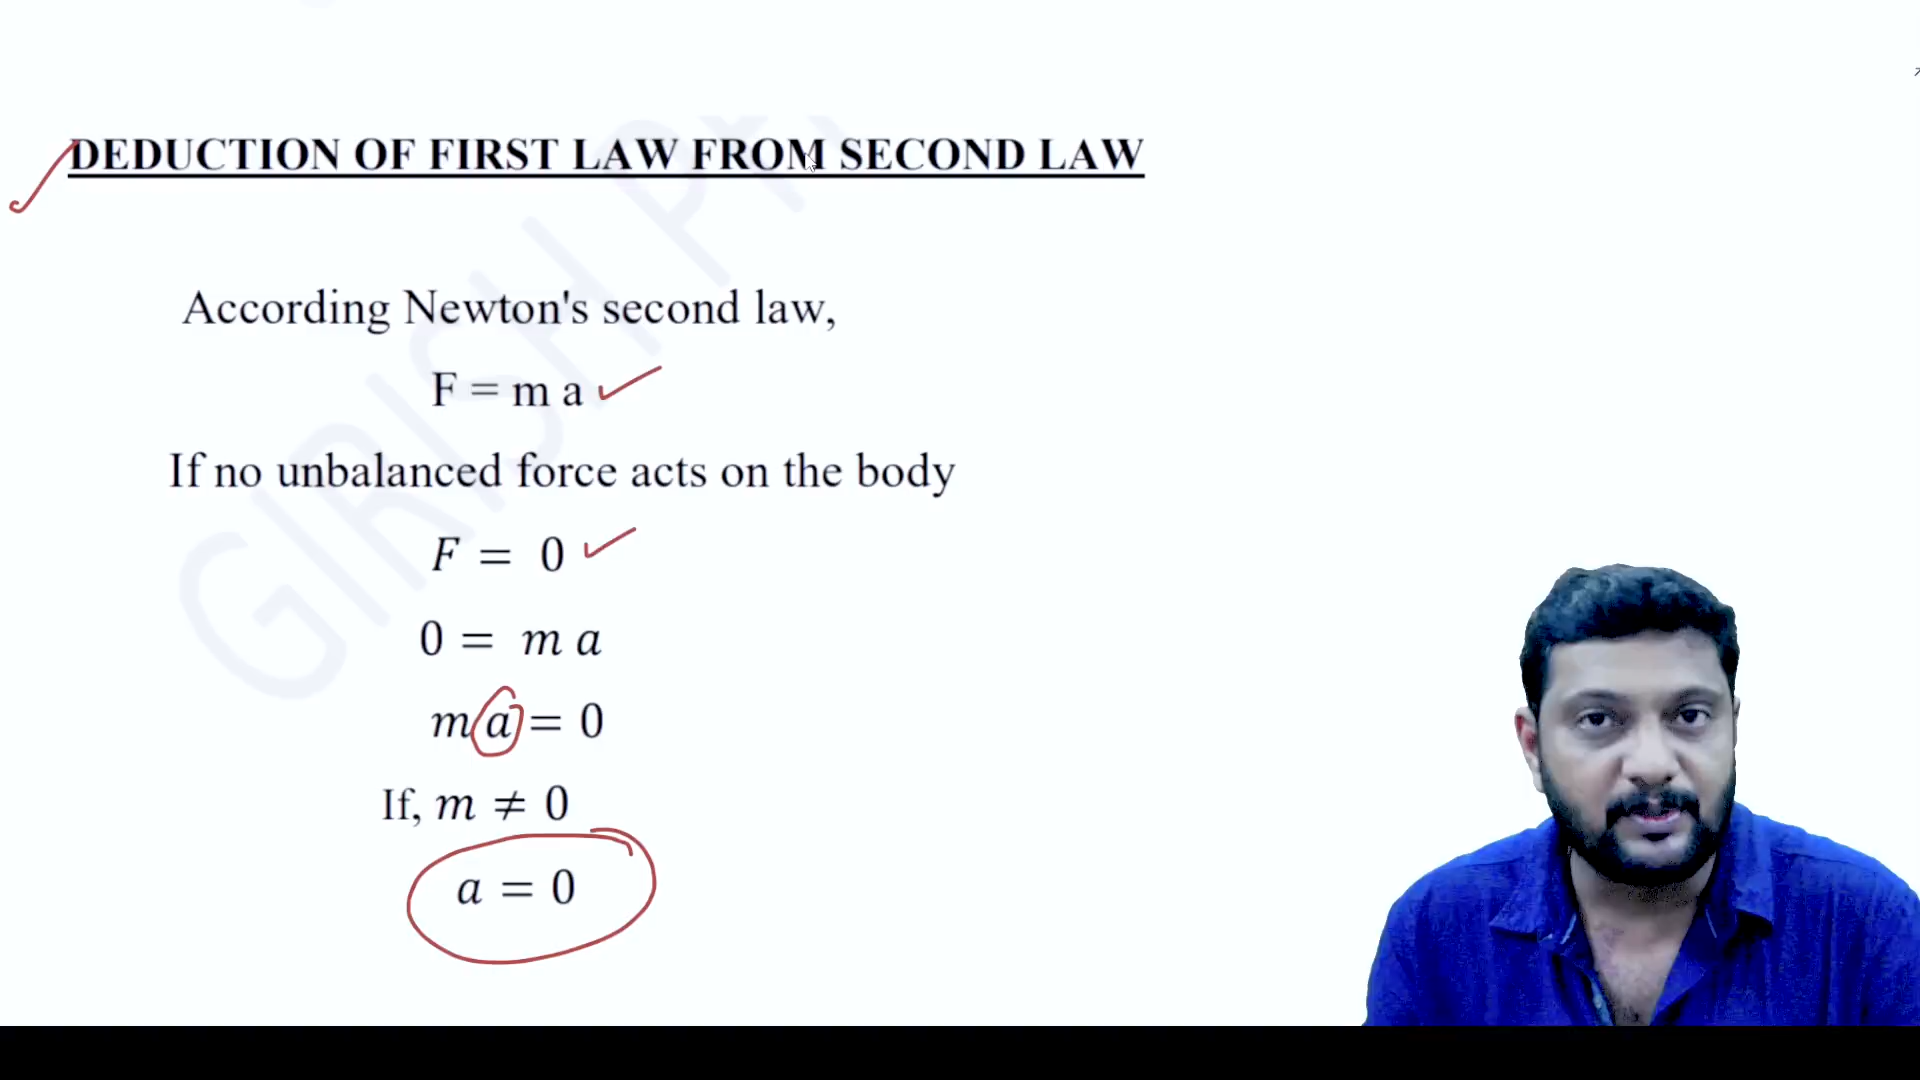 DEDUCTION OF FIRST LAW FROM SECOND LAW
According Newton's second law,
F = m a
If no unbalanced force acts on the body
F = 0
0 = m a
m a = 0
If, m ≠ 0
a = 0
GIRISH